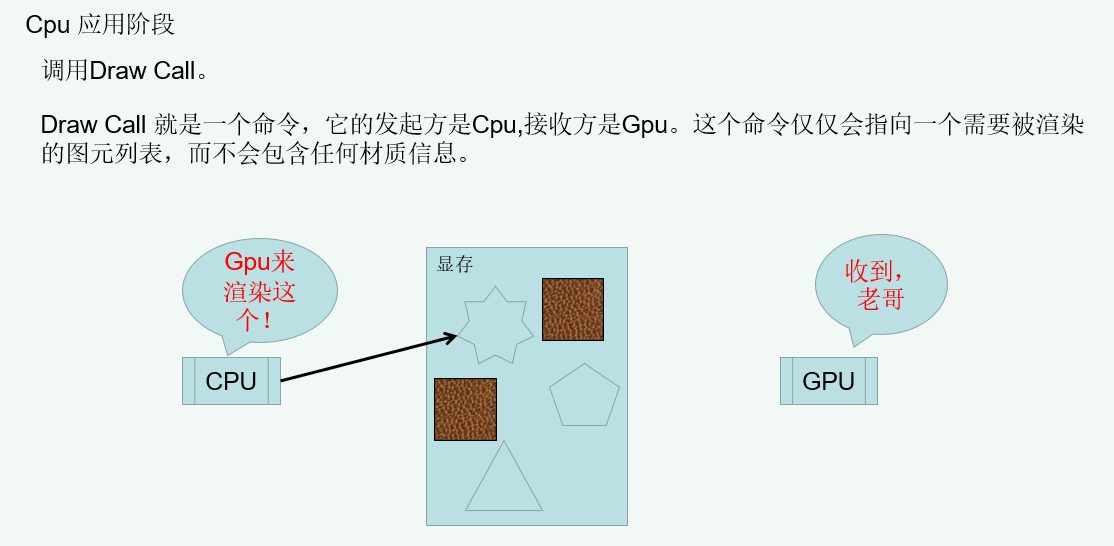 Cpu 应用阶段
调用Draw Call。
Draw Call 就是一个命令，它的发起方是Cpu,接收方是Gpu。这个命令仅仅会指向一个需要被渲染
的图元列表，而不会包含任何材质信息。
Gpu来
渲染这
个！
显存
收到，
老哥
CPU
GPU